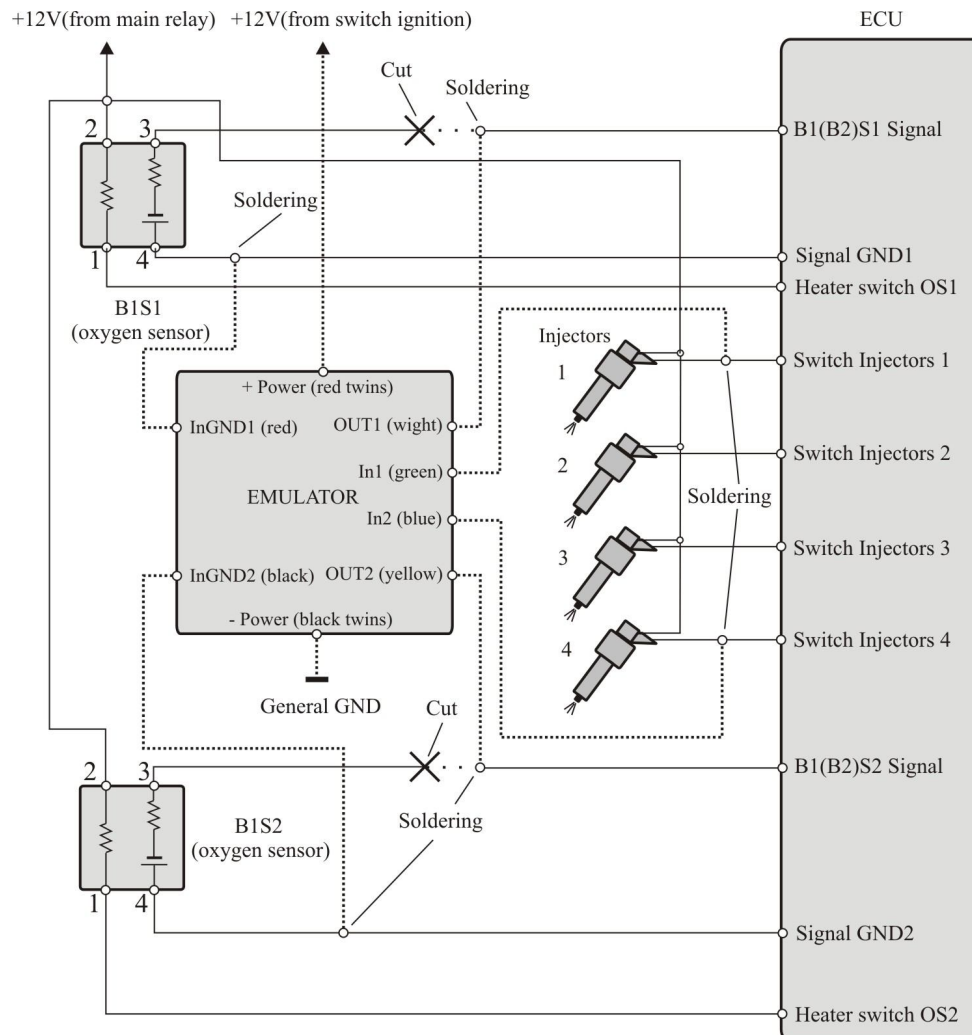 +12V(from main relay) +12V(from switch ignition) ECU
Cut
Soldering
2 3
B1(B2)S1 Signal
Soldering
1 4
Signal GND1
Heater switch OS1
B1S1
(oxygen sensor)
Injectors
1
Switch Injectors 1
+ Power (red twins)
InGND1 (red) OUT1 (wight)
In1 (green)
2
Switch Injectors 2
EMULATOR
Soldering
In2 (blue)
3
Switch Injectors 3
InGND2 (black) OUT2 (yellow)
- Power (black twins)
4
Switch Injectors 4
General GND
Cut
2 3
B1(B2)S2 Signal
B1S2
(oxygen sensor)
Soldering
1 4
Signal GND2
Heater switch OS2